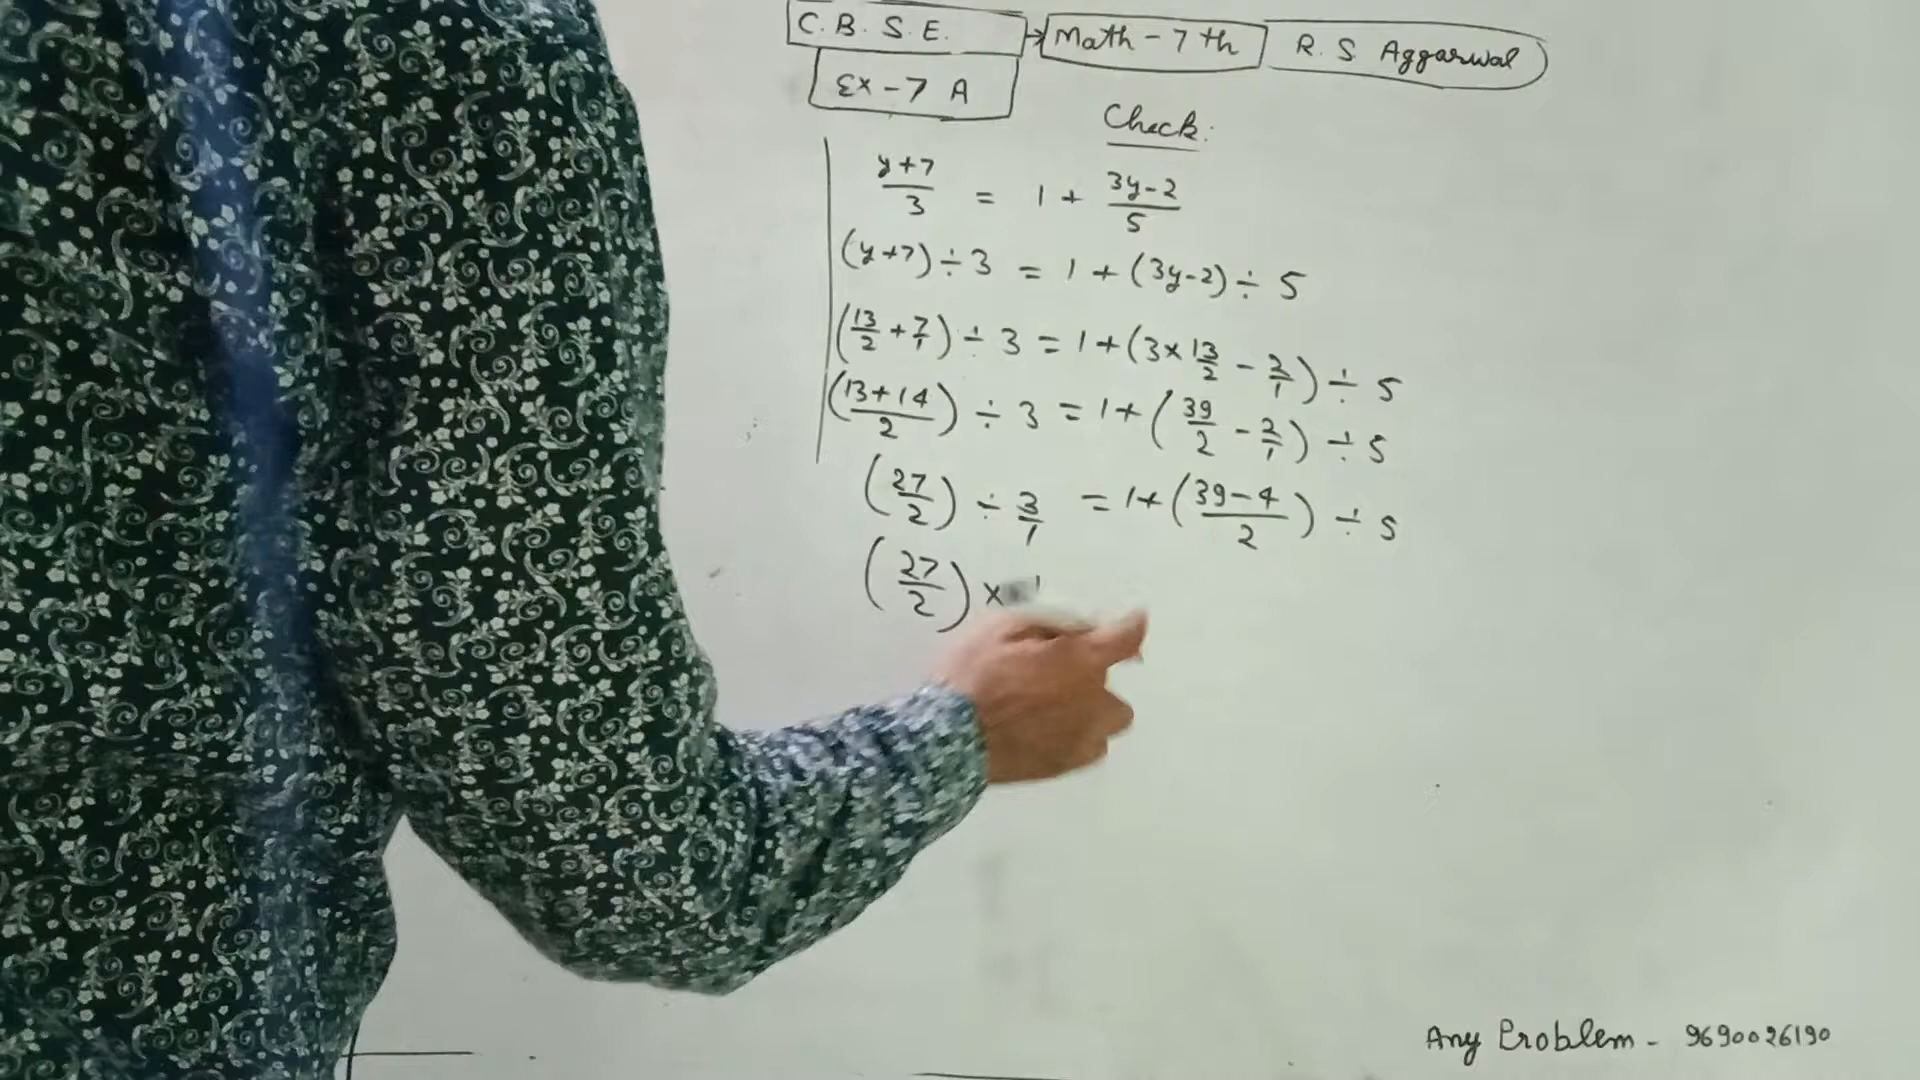 C. B. S. E. → Math - 7 th R. S Aggarwal
Ex - 7 A
Check:
y+7/3 = 1 + 3y-2/5
(y+7) ÷ 3 = 1 + (3y-2) ÷ 5
(13/2 + 7/1) ÷ 3 = 1 + (3 × 13/2 - 2/1) ÷ 5
(13+14/2) ÷ 3 = 1 + (39/2 - 2/1) ÷ 5
(27/2) ÷ 3/1 = 1 + (39-4/2) ÷ 5
(27/2) × 1
Any Problem - 9690026190